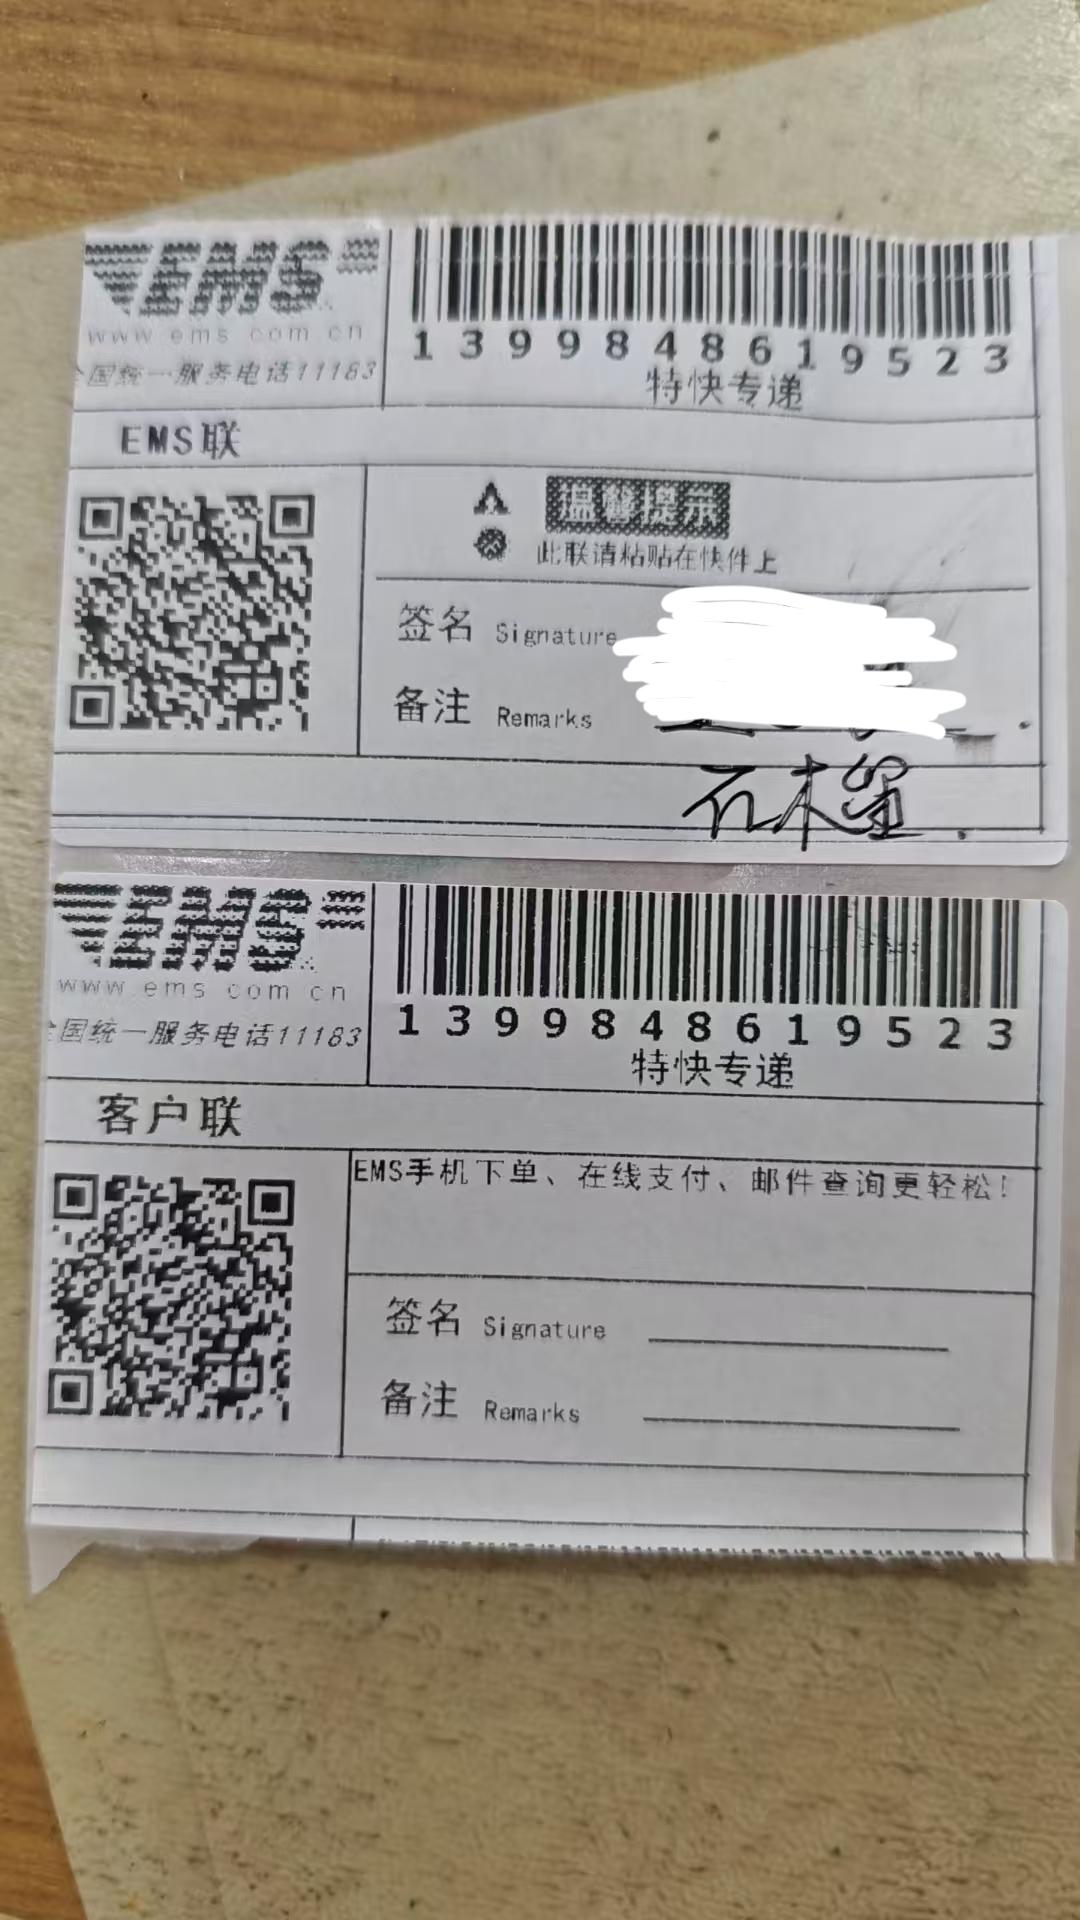 EMS
www.ems.com.cn
全国统一服务电话11183
1399848619523
特快专递
EMS联
温馨提示
此联请粘贴在快件上
签名 Signature
备注 Remarks
EMS
www.ems.com.cn
全国统一服务电话11183
1399848619523
特快专递
客户联
EMS手机下单、在线支付、邮件查询更轻松!
签名 Signature
备注 Remarks